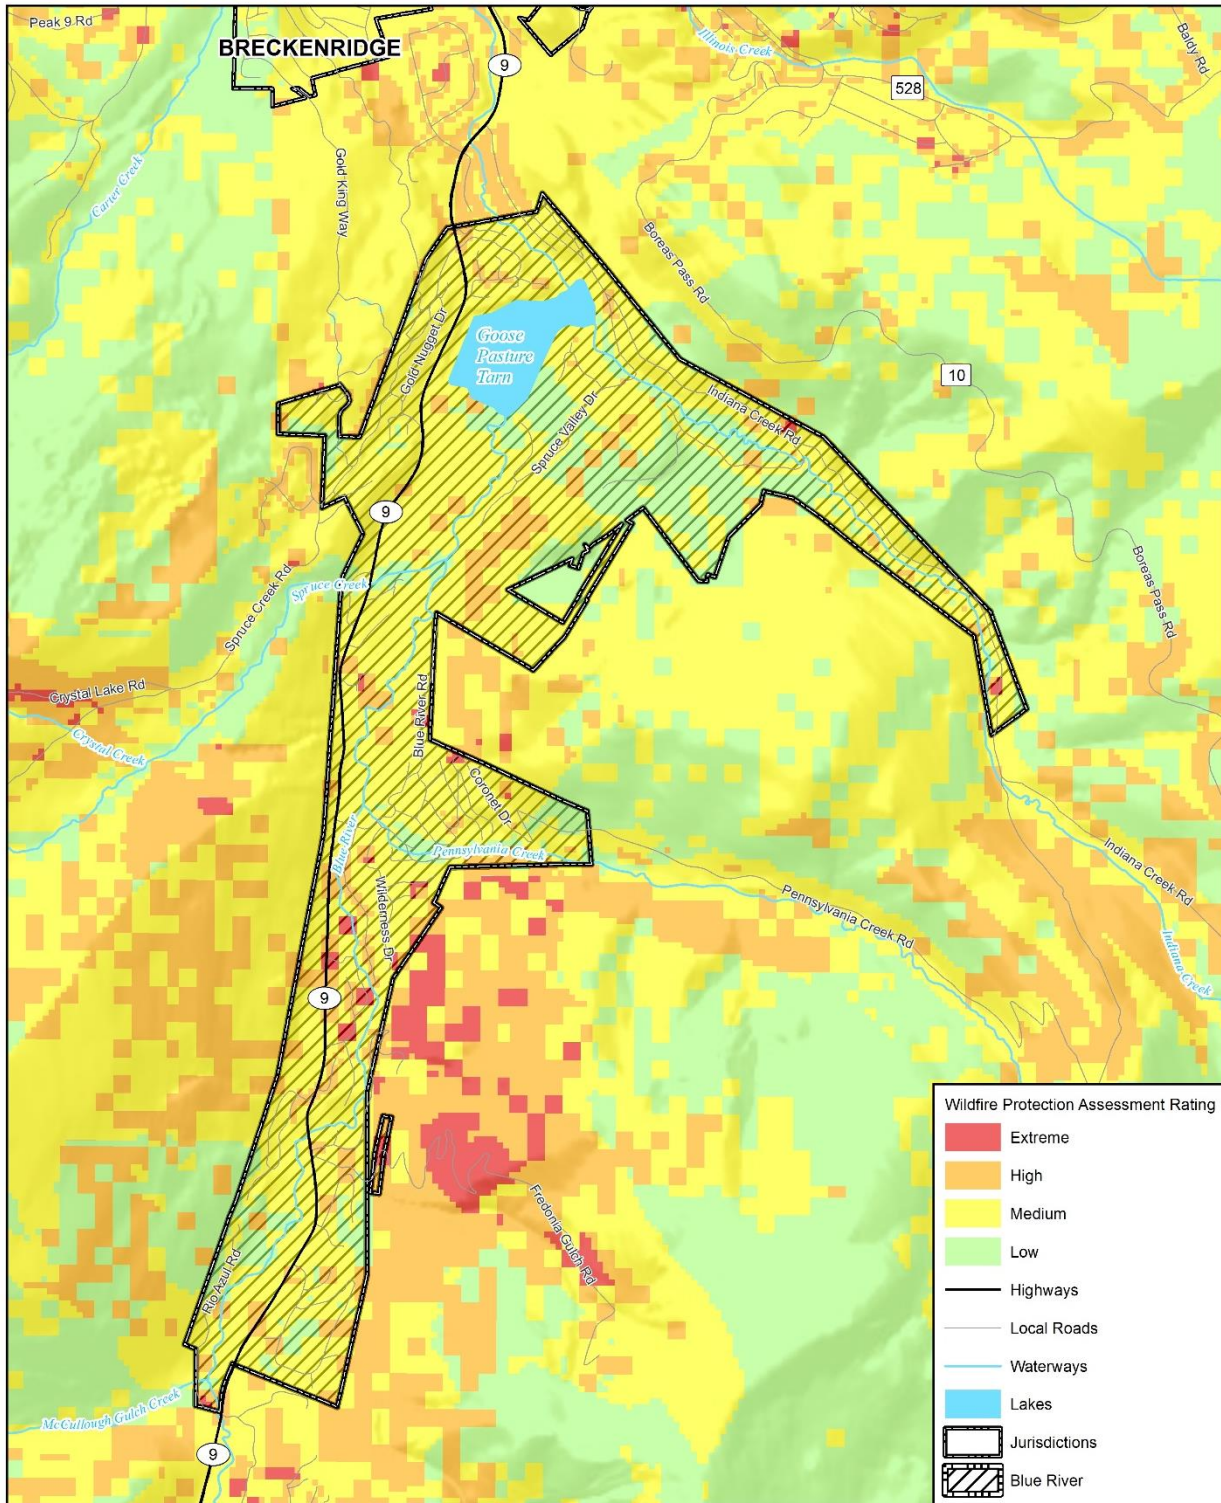 Peak 9 Rd
BRECKENRIDGE
9
Illinois Creek
Baldy Rd
528
Carter Creek
Gold King Way
Boreas Pass Rd
Goose
Pasture
Tarn
Gold Nugget Dr
10
Indiana Creek Rd
Spruce Valley Dr
9
Boreas Pass Rd
Spruce Creek
Spruce Creek Rd
Crystal Lake Rd
Crystal Creek
Blue River Rd
Coronet Dr
Blue River
Pennsylvania Creek
Indiana Creek Rd
Wilderness Dr
Pennsylvania Creek Rd
Indiana Creek
9
Fredonia Gulch Rd
Rio Azul Rd
McCullough Gulch Creek
9
Wildfire Protection Assessment Rating
Extreme
High
Medium
Low
Highways
Local Roads
Waterways
Lakes
Jurisdictions
Blue River